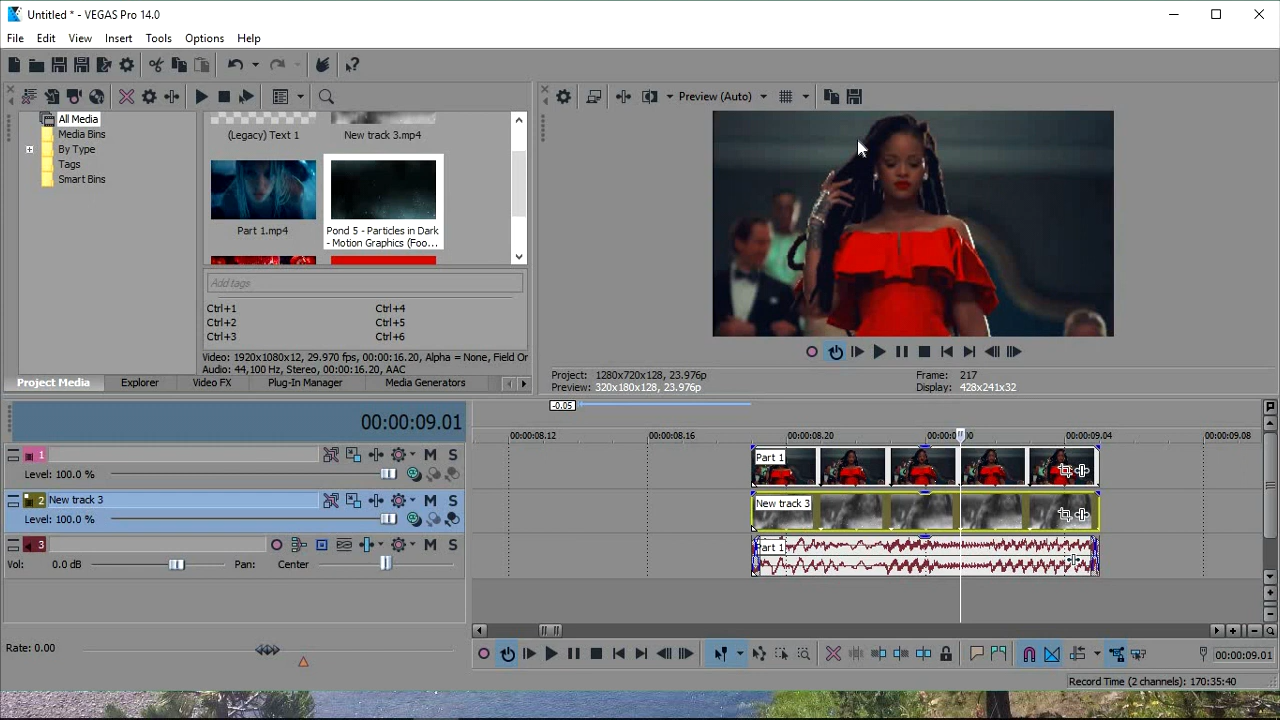 Untitled * - VEGAS Pro 14.0
File Edit View Insert Tools Options Help
Preview (Auto)
All Media
Media Bins
By Type
Tags
Smart Bins
(Legacy) Text 1
New track 3.mp4
Part 1.mp4
Pond 5 - Particles in Dark
- Motion Graphics (Foo...
Add tags
Ctrl+1 Ctrl+4
Ctrl+2 Ctrl+5
Ctrl+3 Ctrl+6
Video: 1920x1080x12, 29.970 fps, 00:00:16.20, Alpha = None, Field Or
Audio: 44,100 Hz, Stereo, 00:00:16.20, AAC
Project Media Explorer Video FX Plug-In Manager Media Generators
Project: 1280x720x128, 23.976p
Preview: 320x180x128, 23.976p
Frame: 217
Display: 428x241x32
00:00:09.01
-0.05
00:00:08.12 00:00:08.16 00:00:08.20 00:00:09.04 00:00:09.08
1 M S
Level: 100.0 %
2 New track 3 M S
Level: 100.0 %
3 M S
Vol: 0.0 dB Pan: Center
Part 1
New track 3
Part 1
Rate: 0.00
00:00:09.01
Record Time (2 channels): 170:35:40